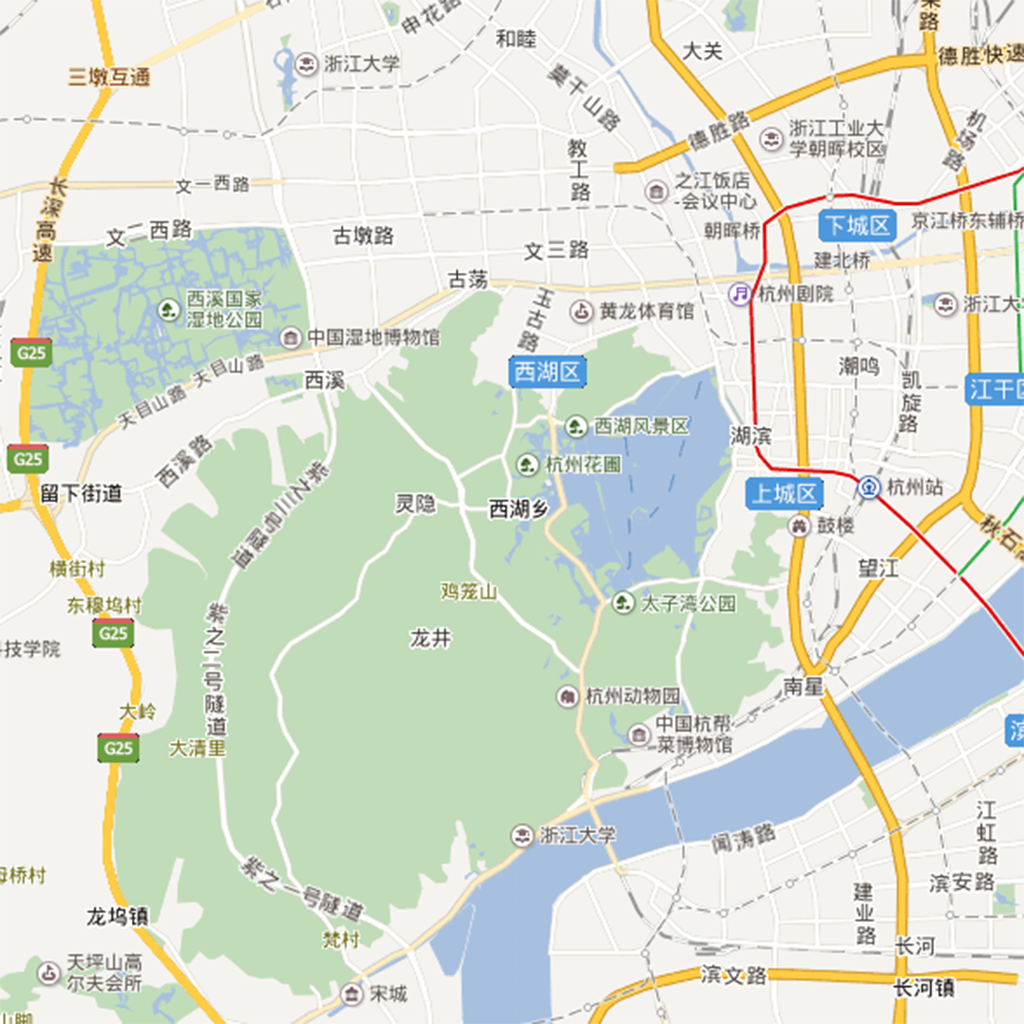 申花路
和睦
大关
德胜快速
三墩互通
浙江大学
莫干山路
德胜路
浙江工业大
学朝晖校区
机场路
教工路
之江饭店
-会议中心
文一西路
长深高速
文二西路
古墩路
文三路
朝晖桥
下城区
京江桥东辅桥
建北桥
古荡
西溪国家
湿地公园
玉古路
黄龙体育馆
杭州剧院
浙江大
中国湿地博物馆
G25
天目山路
天目山路
西溪
西湖区
潮鸣
凯旋路
江干区
西湖风景区
湖滨
G25
西溪路
杭州花圃
留下街道
紫之三号隧道
灵隐
西湖乡
上城区
杭州站
鼓楼
秋石高
横街村
望江
鸡笼山
东穆坞村
太子湾公园
G25
紫之二号隧道
龙井
科技学院
南星
杭州动物园
大岭
中国杭帮
菜博物馆
滨
G25
大清里
浙江大学
闻涛路
江虹路
母桥村
紫之一号隧道
滨安路
建业路
龙坞镇
梵村
长河
天坪山高
尔夫会所
滨文路
长河镇
宋城
山脚